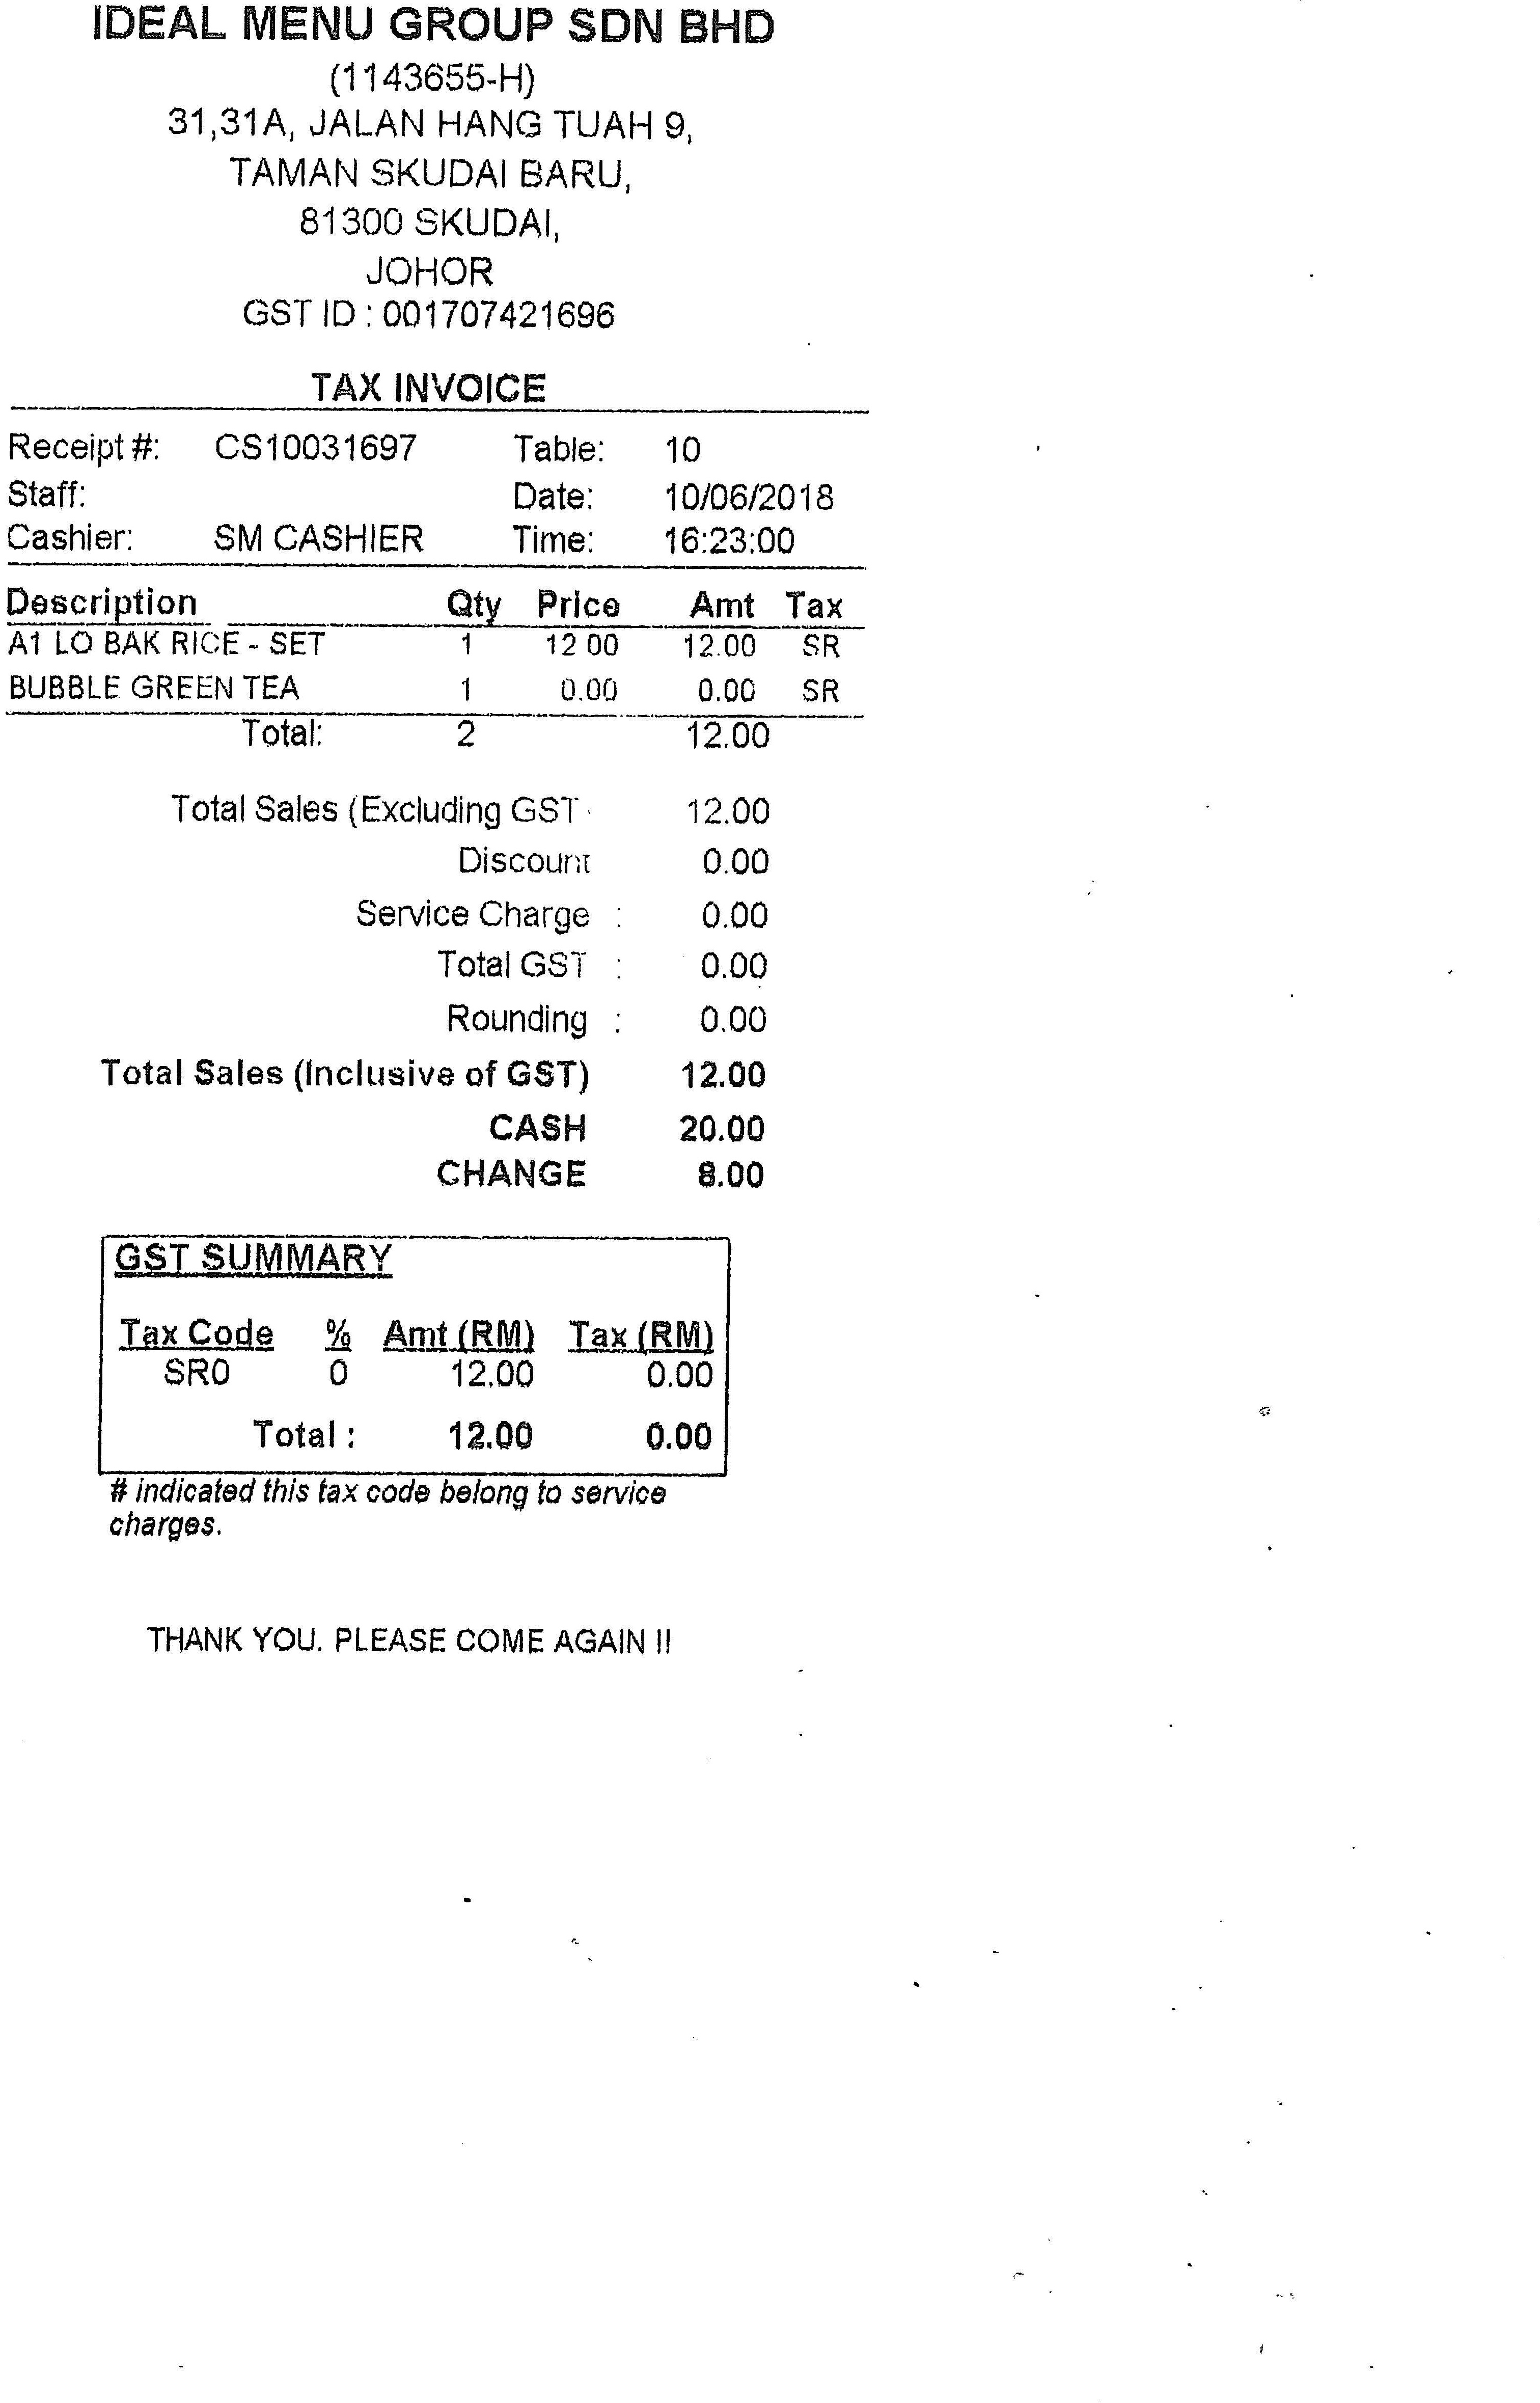 IDEAL MENU GROUP SDN BHD
(1143655-H)
31,31A, JALAN HANG TUAH 9,
TAMAN SKUDAI BARU,
81300 SKUDAI,
JOHOR
GST ID : 001707421696
TAX INVOICE
Receipt #: CS10031697 Table: 10
Staff: Date: 10/06/2018
Cashier: SM CASHIER Time: 16:23:00
Description Qty Price Amt Tax
A1 LO BAK RICE - SET 1 12 00 12.00 SR
BUBBLE GREEN TEA 1 0.00 0.00 SR
Total: 2 12.00
Total Sales (Excluding GST 12.00
Discount 0.00
Service Charge : 0.00
Total GST : 0.00
Rounding : 0.00
Total Sales (Inclusive of GST) 12.00
CASH 20.00
CHANGE 8.00
GST SUMMARY
Tax Code % Amt (RM) Tax (RM)
SR0 0 12.00 0.00
Total : 12.00 0.00
# indicated this tax code belong to service
charges.
THANK YOU. PLEASE COME AGAIN !!